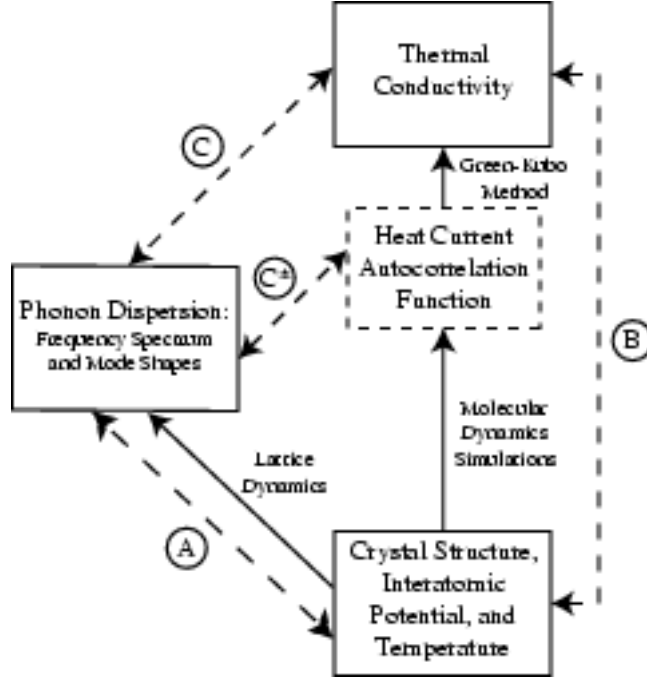 Thermal
Conductivity
C
Green-Kubo
Method
Heat Current
Autocorrelation
Function
C*
Phonon Dispersion:
Frequency Spectrum
and Mode Shapes
B
Molecular
Dynamics
Simulations
Lattice
Dynamics
A
Crystal Structure,
Interatomic
Potential, and
Temperature